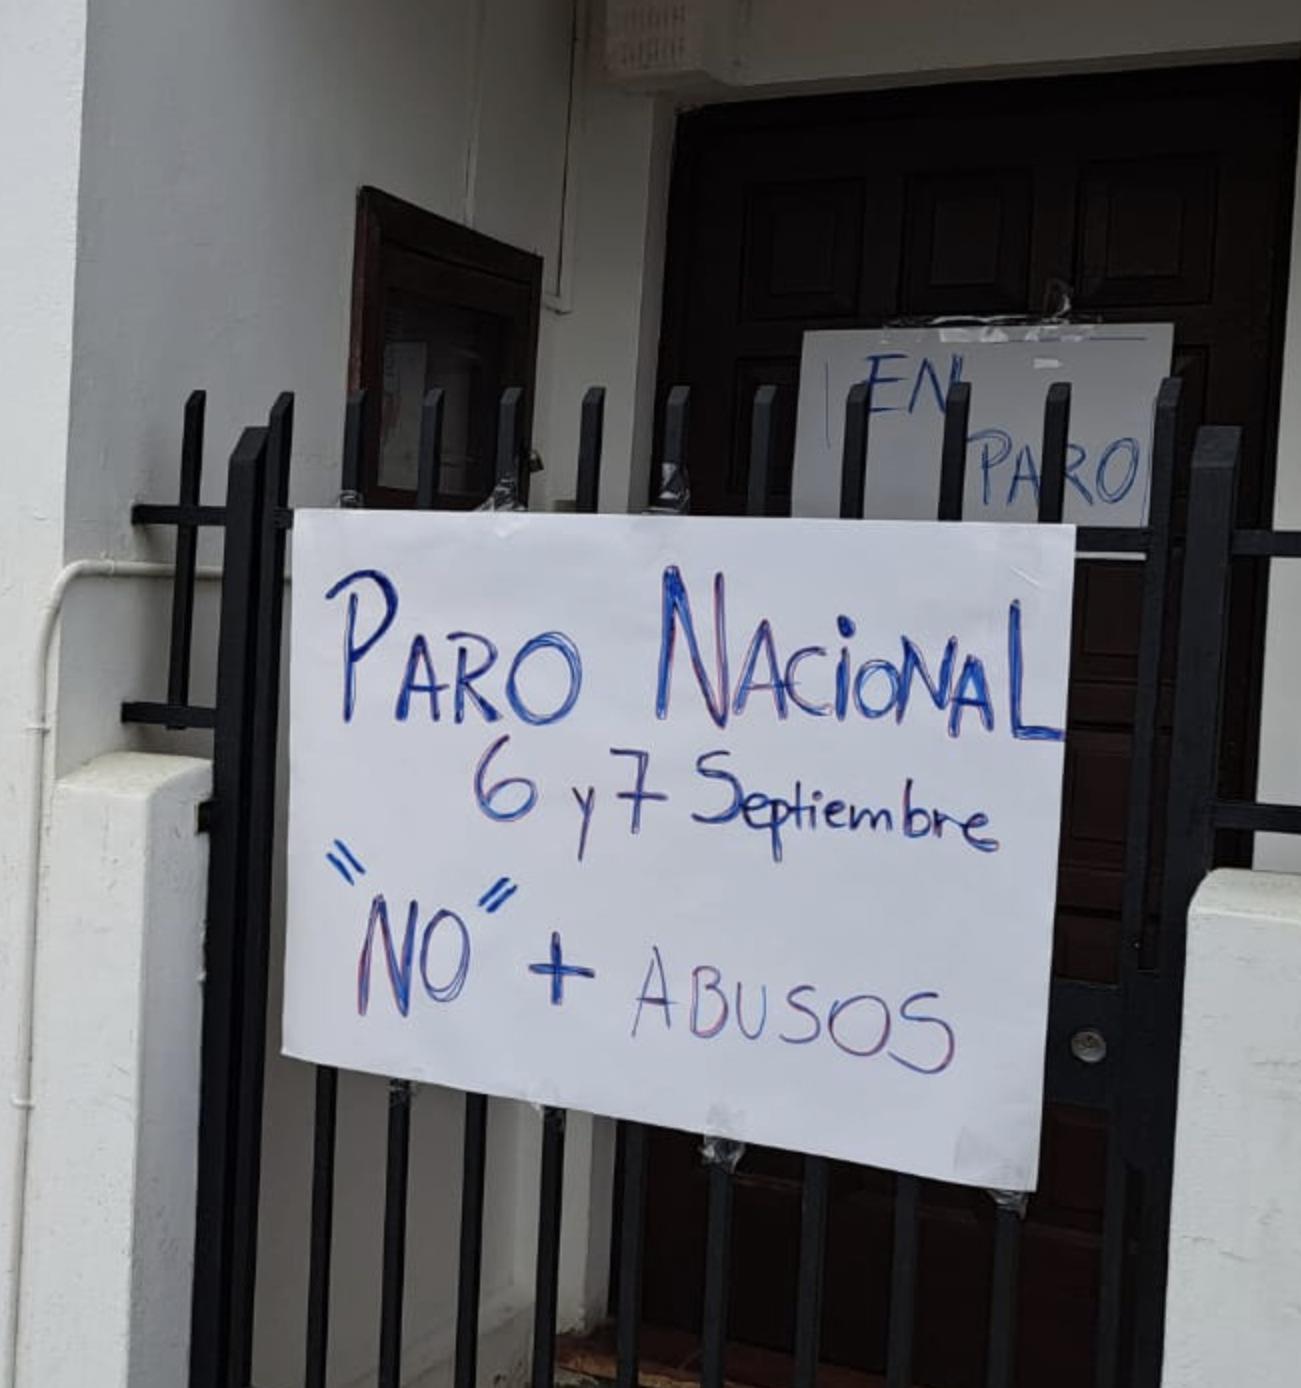 ¡EN
PARO!
PARO NACIONAL
6 y 7 Septiembre
"NO" + ABUSOS